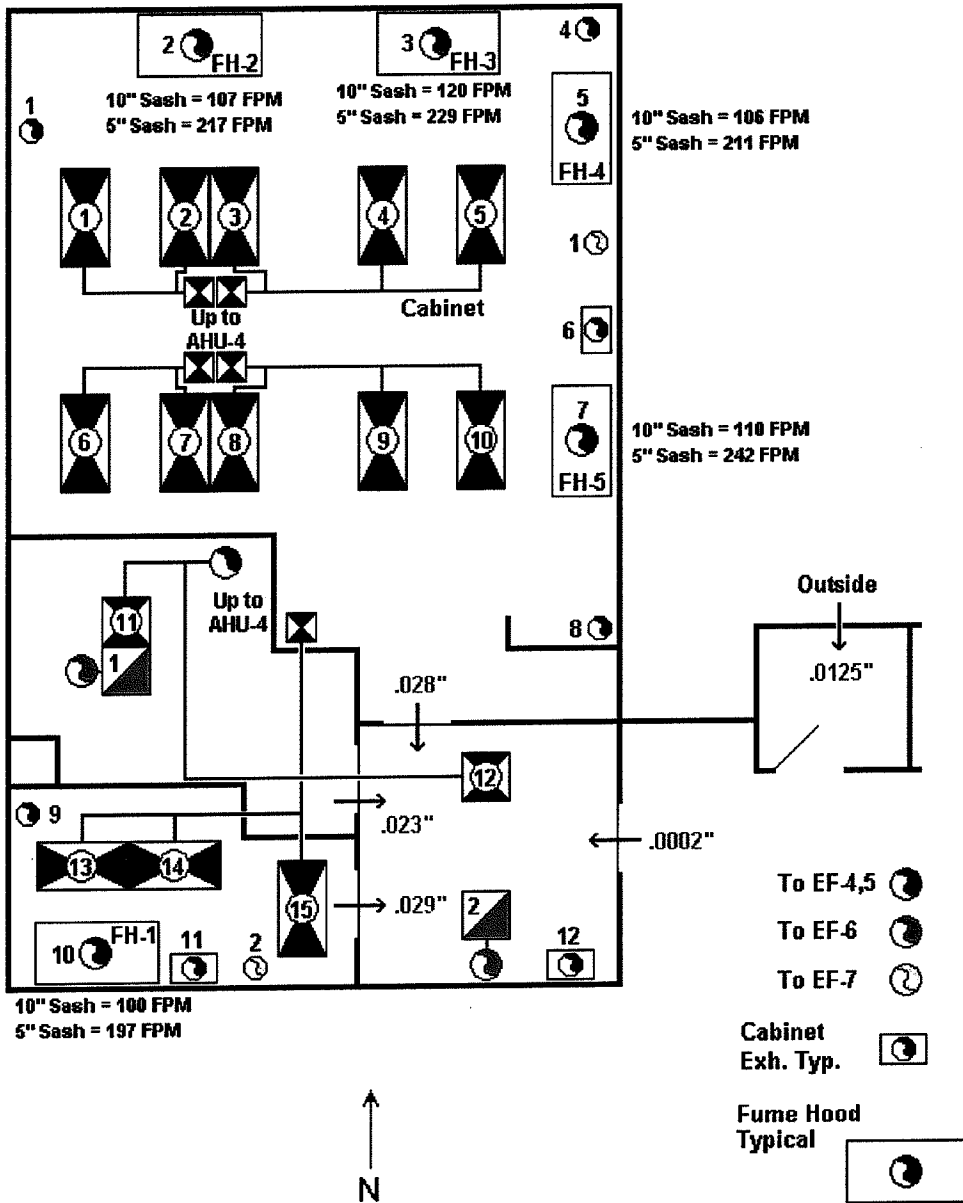 2
FH-2
3
FH-3
4
10" Sash = 107 FPM
5" Sash = 217 FPM
10" Sash = 120 FPM
5" Sash = 229 FPM
5
FH-4
10" Sash = 106 FPM
5" Sash = 211 FPM
1
1
2
3
4
5
1
Up to
AHU-4
Cabinet
6
6
7
8
9
10
7
FH-5
10" Sash = 110 FPM
5" Sash = 242 FPM
Up to
AHU-4
11
1
8
Outside
.0125"
.028"
12
.023"
.0002"
9
13
14
15
.029"
2
10
FH-1
11
2
12
10" Sash = 100 FPM
5" Sash = 197 FPM
To EF-4,5
To EF-6
To EF-7
Cabinet
Exh. Typ.
Fume Hood
Typical
N